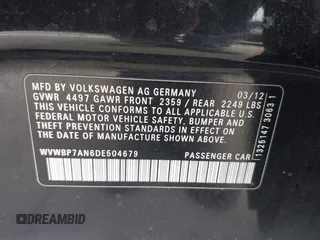 MFD BY VOLKSWAGEN AG GERMANY 03/12
GVWR 4497 GAWR FRONT 2359 / REAR 2249 LBS
THIS VEHICLE CONFORMS TO ALL APPLICABLE
FEDERAL MOTOR VEHICLE SAFETY, BUMPER AND
THEFT PREVENTION STANDARDS IN EFFECT ON THE
DATE OF MANUFACTURE SHOWN ABOVE.
WVWBP7AN6DE504679 PASSENGER CAR
1325147 3063 1
DREAMBID